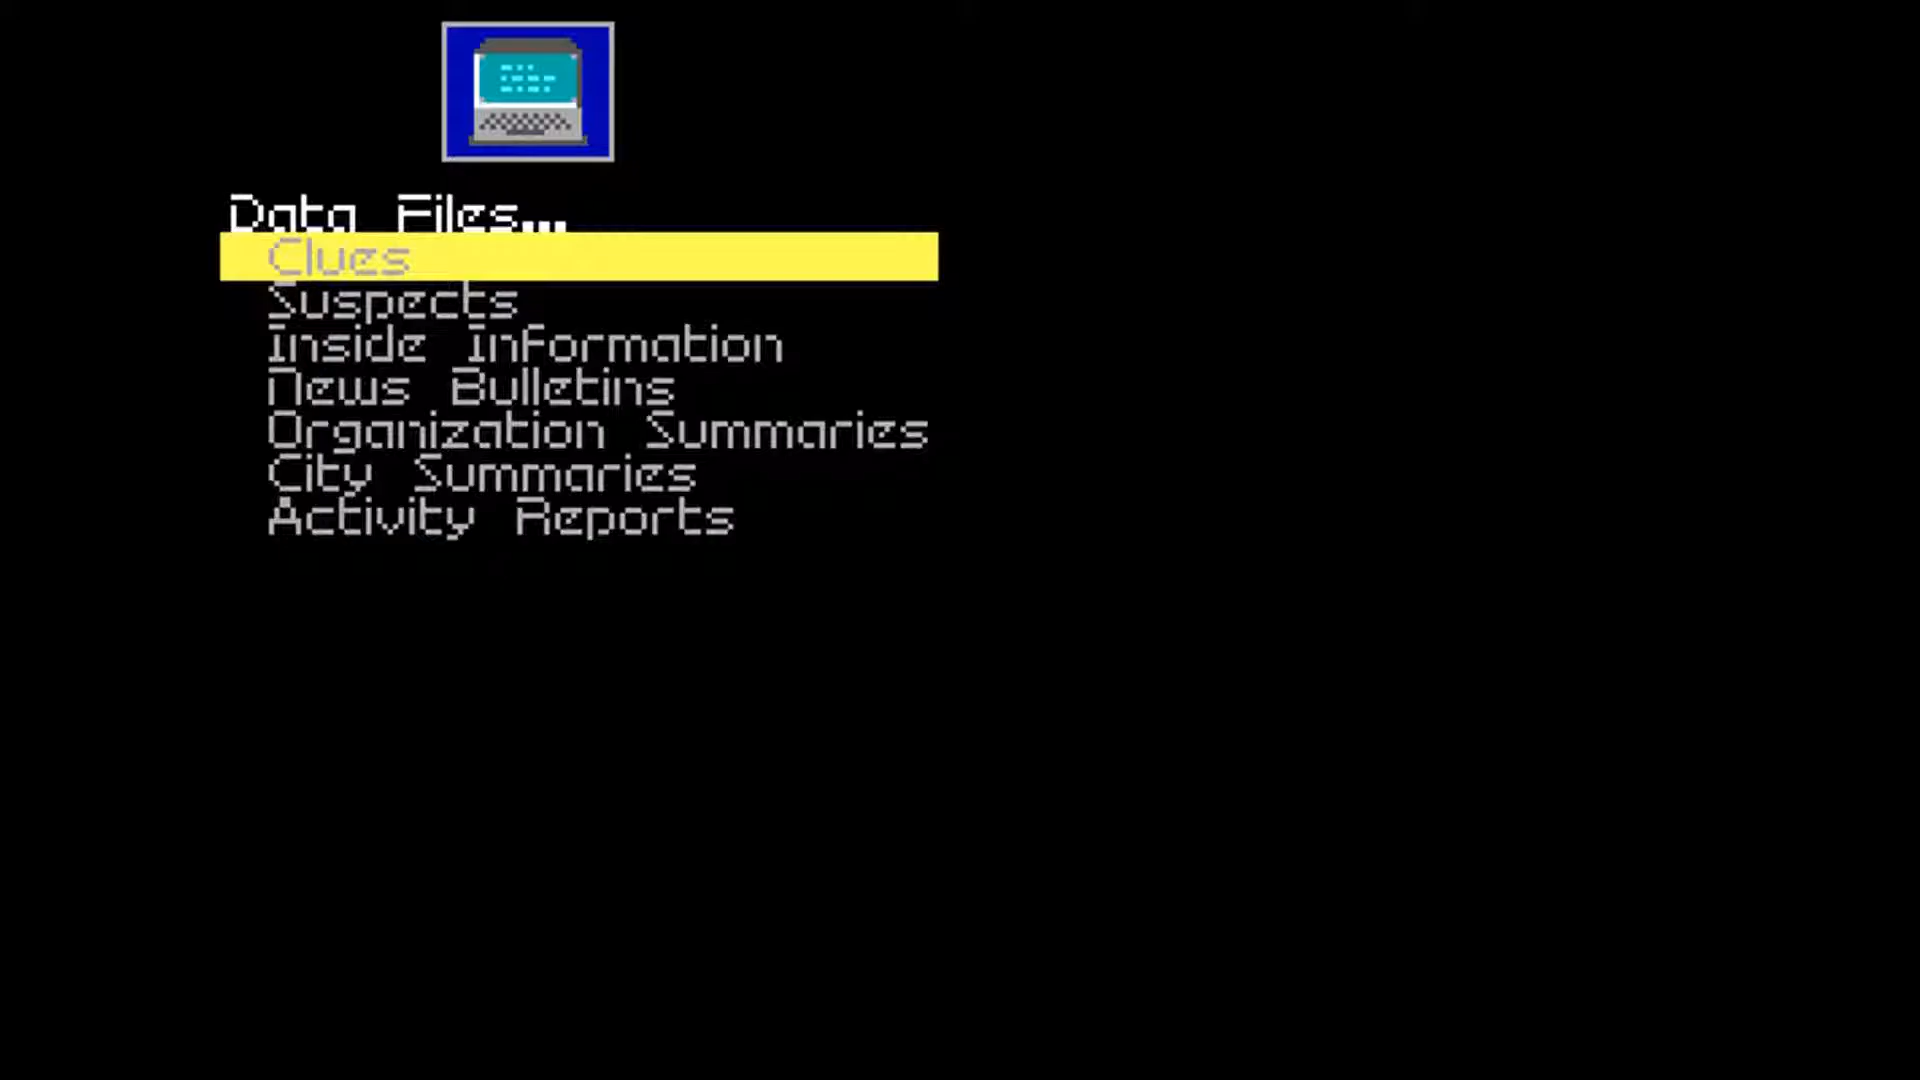 Data Files...
Clues
Suspects
Inside Information
News Bulletins
Organization Summaries
City Summaries
Activity Reports